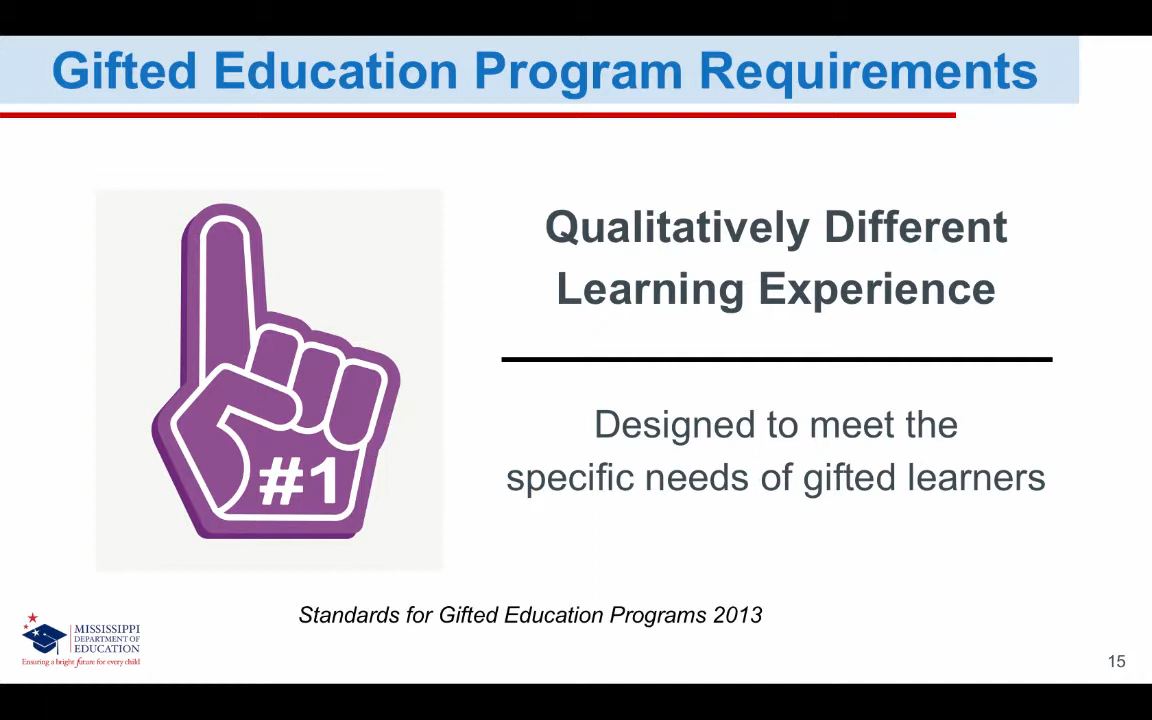 Gifted Education Program Requirements
Qualitatively Different
Learning Experience
Designed to meet the
specific needs of gifted learners
#1
Standards for Gifted Education Programs 2013
MISSISSIPPI
DEPARTMENT OF
EDUCATION
Ensuring a bright future for every child
15